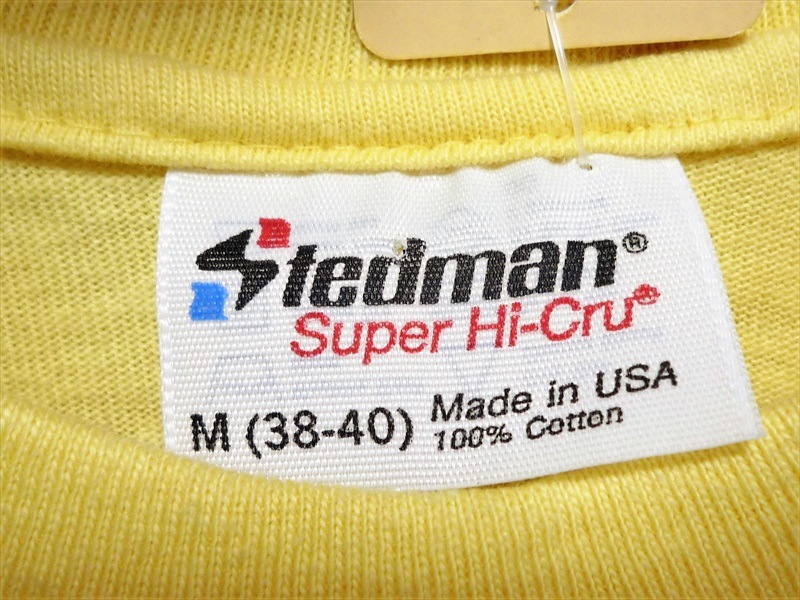 Stedman®
Super Hi-Cru®
M (38-40)
Made in USA
100% Cotton